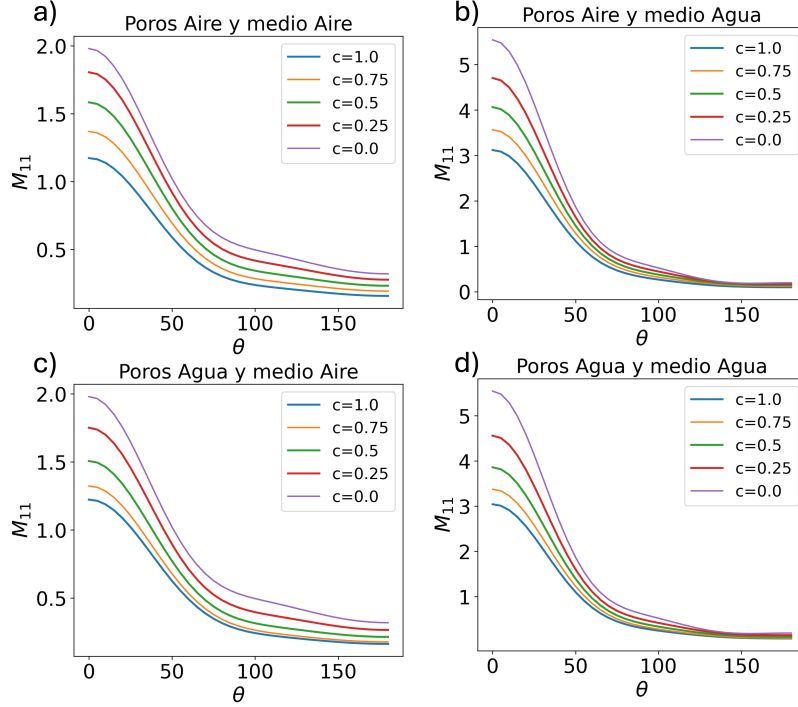 a)
Poros Aire y medio Aire
2.0
1.5
1.0
0.5
M11
0
50
100
150
θ
c=1.0
c=0.75
c=0.5
c=0.25
c=0.0
b)
Poros Aire y medio Agua
5
4
3
2
1
0
M11
0
50
100
150
θ
c=1.0
c=0.75
c=0.5
c=0.25
c=0.0
c)
Poros Agua y medio Aire
2.0
1.5
1.0
0.5
M11
0
50
100
150
θ
c=1.0
c=0.75
c=0.5
c=0.25
c=0.0
d)
Poros Agua y medio Agua
5
4
3
2
1
M11
0
50
100
150
θ
c=1.0
c=0.75
c=0.5
c=0.25
c=0.0